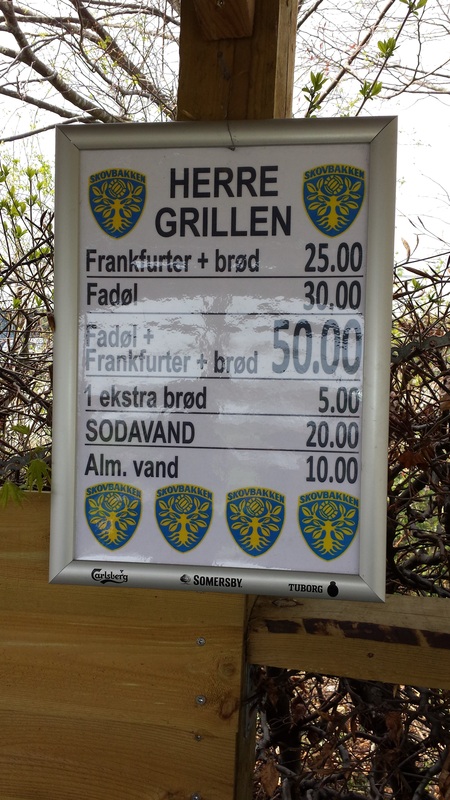 SKOVBAKKEN
HERRE
GRILLEN
SKOVBAKKEN
Frankfurter + brød 25.00
Fadøl 30.00
Fadøl +
Frankfurter + brød 50.00
1 ekstra brød 5.00
SODAVAND 20.00
Alm. vand 10.00
SKOVBAKKEN SKOVBAKKEN SKOVBAKKEN SKOVBAKKEN
Carlsberg SOMERSBY TUBORG